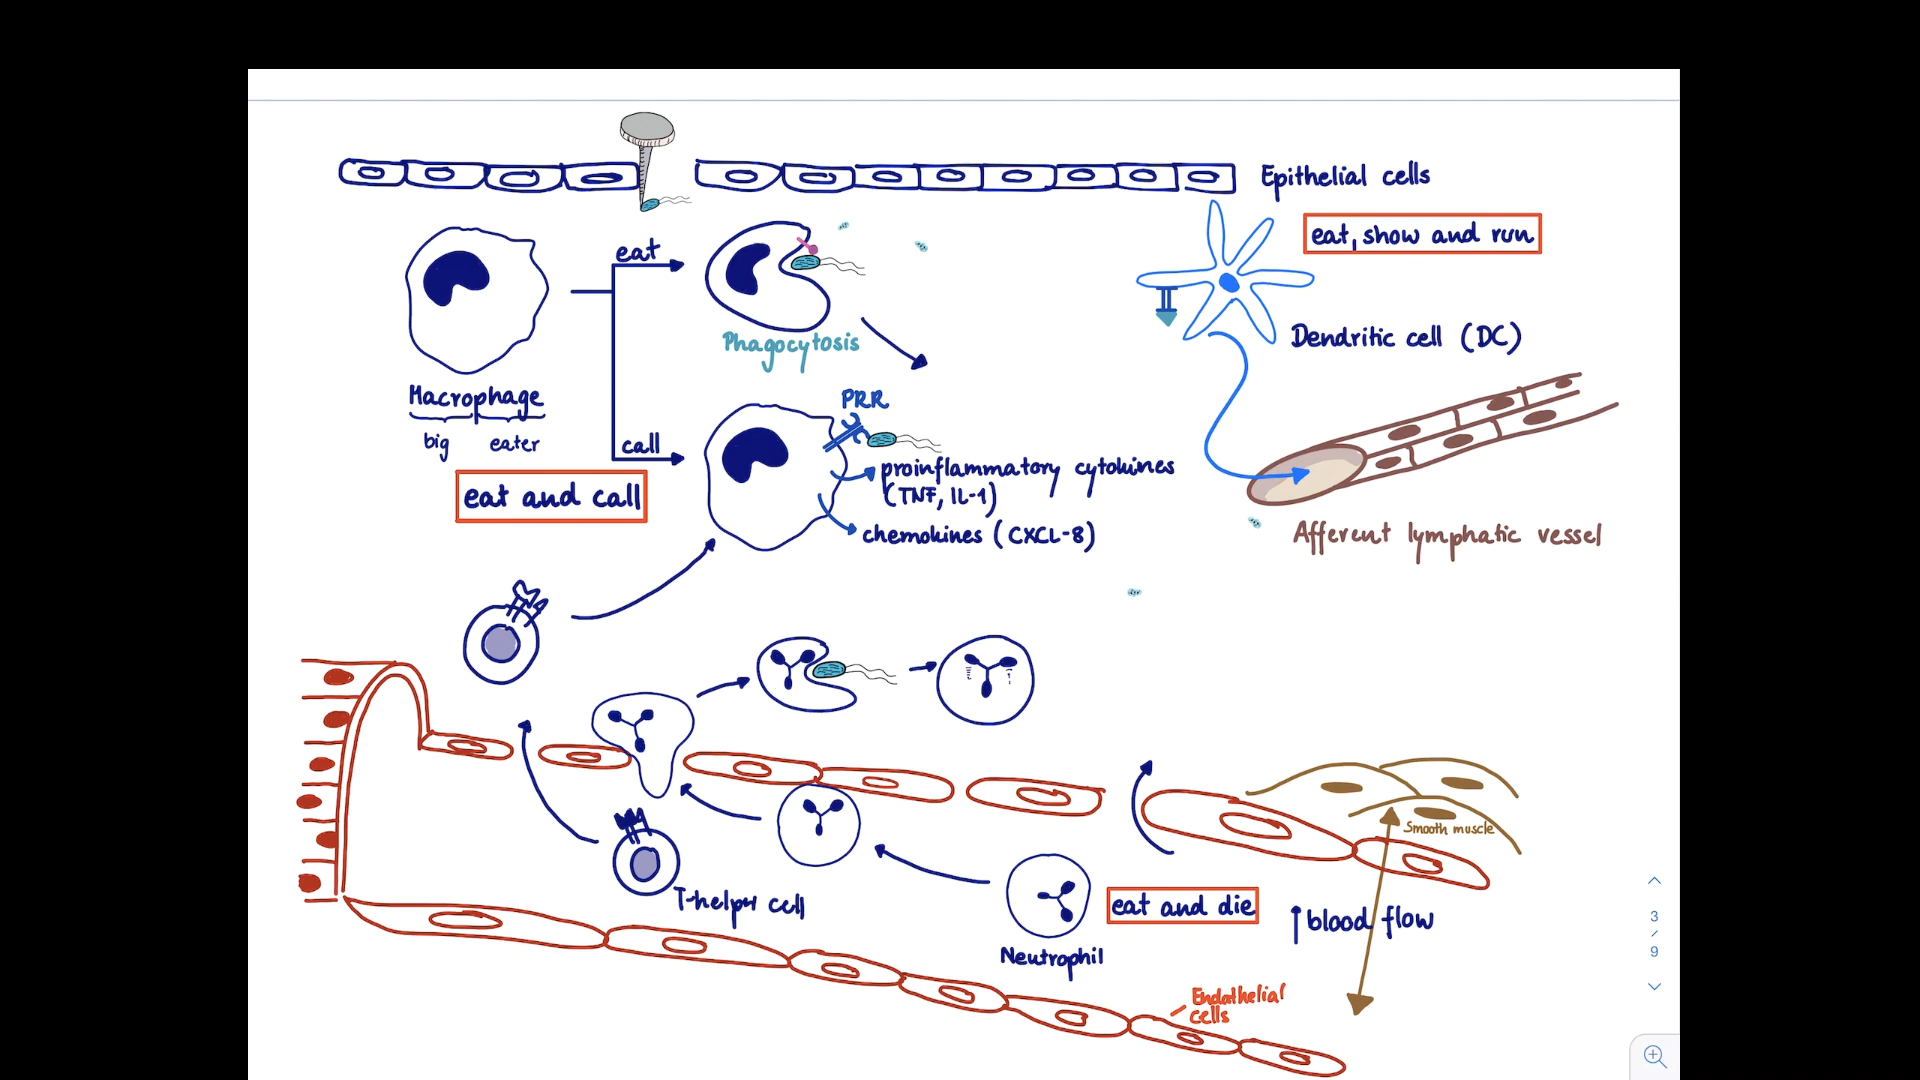 Epithelial cells
eat, show and run
eat
Phagocytosis
Dendritic cell (DC)
Macrophage
big eater
PRR
call
eat and call
proinflammatory cytokines
(TNF, IL-1)
chemokines (CXCL-8)
Afferent lymphatic vessel
Smooth muscle
T-helper cell
eat and die
↑ blood flow
Neutrophil
Endothelial
cells
3
/
9